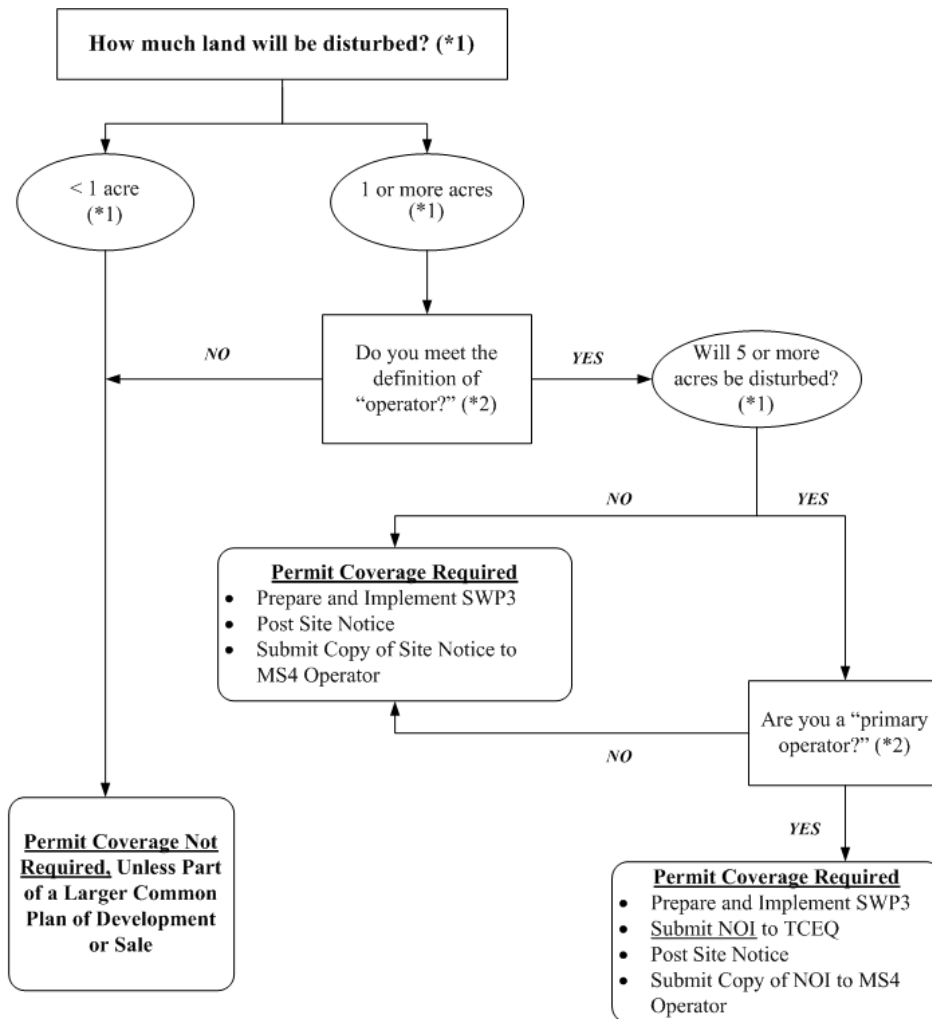 How much land will be disturbed? (*1)
< 1 acre
(*1)
1 or more acres
(*1)
NO
Do you meet the
definition of
“operator?” (*2)
YES
Will 5 or more
acres be disturbed?
(*1)
NO
YES
Permit Coverage Required
• Prepare and Implement SWP3
• Post Site Notice
• Submit Copy of Site Notice to
MS4 Operator
Are you a “primary
operator?” (*2)
NO
YES
Permit Coverage Not
Required, Unless Part
of a Larger Common
Plan of Development
or Sale
Permit Coverage Required
• Prepare and Implement SWP3
• Submit NOI to TCEQ
• Post Site Notice
• Submit Copy of NOI to MS4
Operator